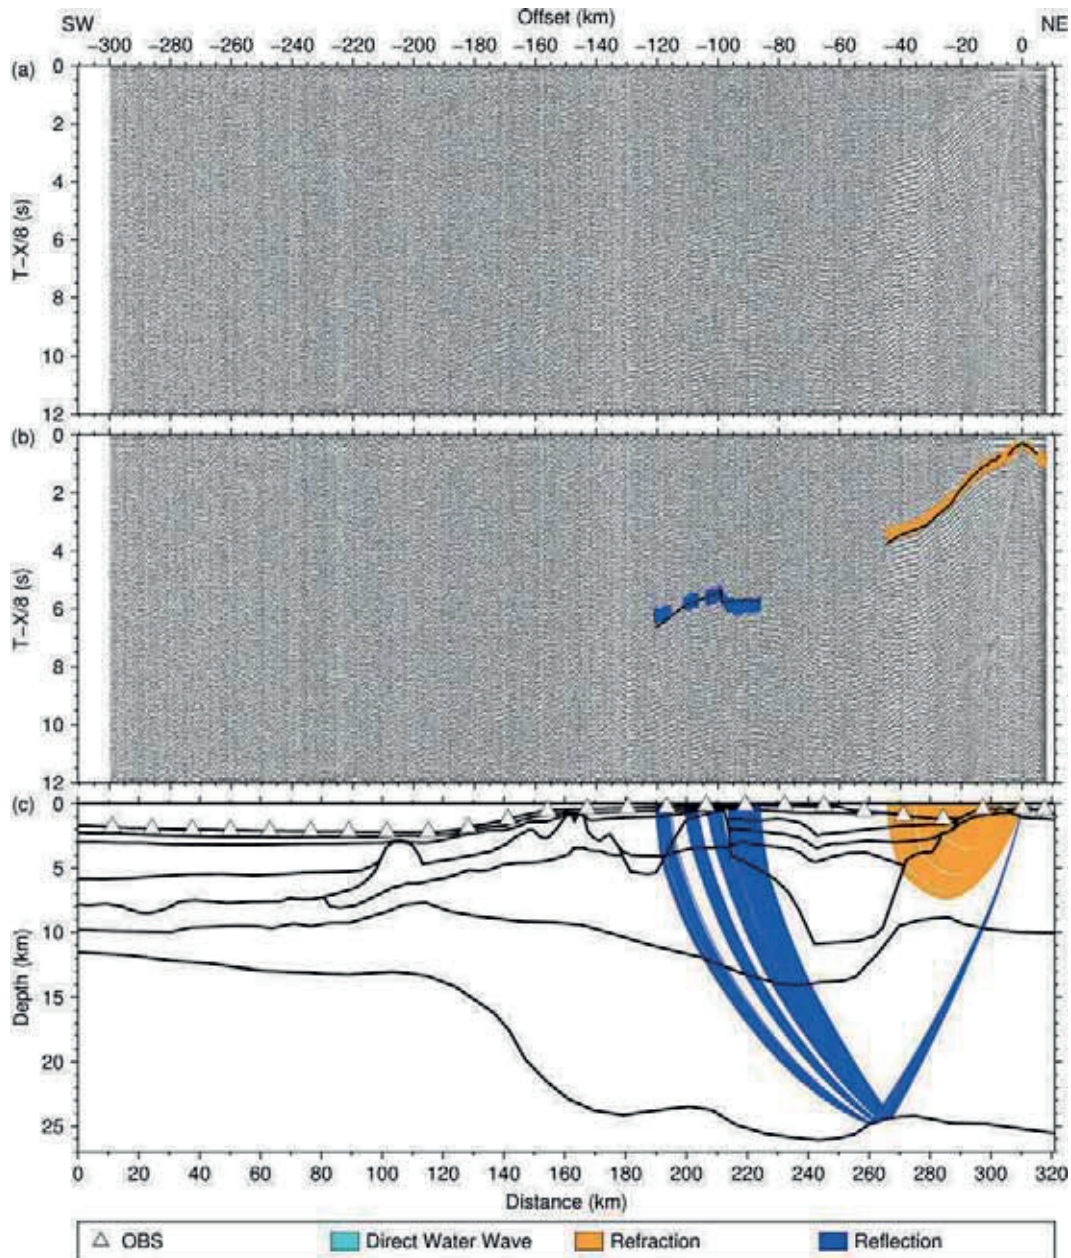 SW Offset (km) NE
−300 −280 −260 −240 −220 −200 −180 −160 −140 −120 −100 −80 −60 −40 −20 0
(a)
0
2
4
6
8
10
12
T−X/8 (s)
(b)
0
2
4
6
8
10
12
T−X/8 (s)
(c)
0
5
10
15
20
25
Depth (km)
0 20 40 60 80 100 120 140 160 180 200 220 240 260 280 300 320
Distance (km)
OBS Direct Water Wave Refraction Reflection